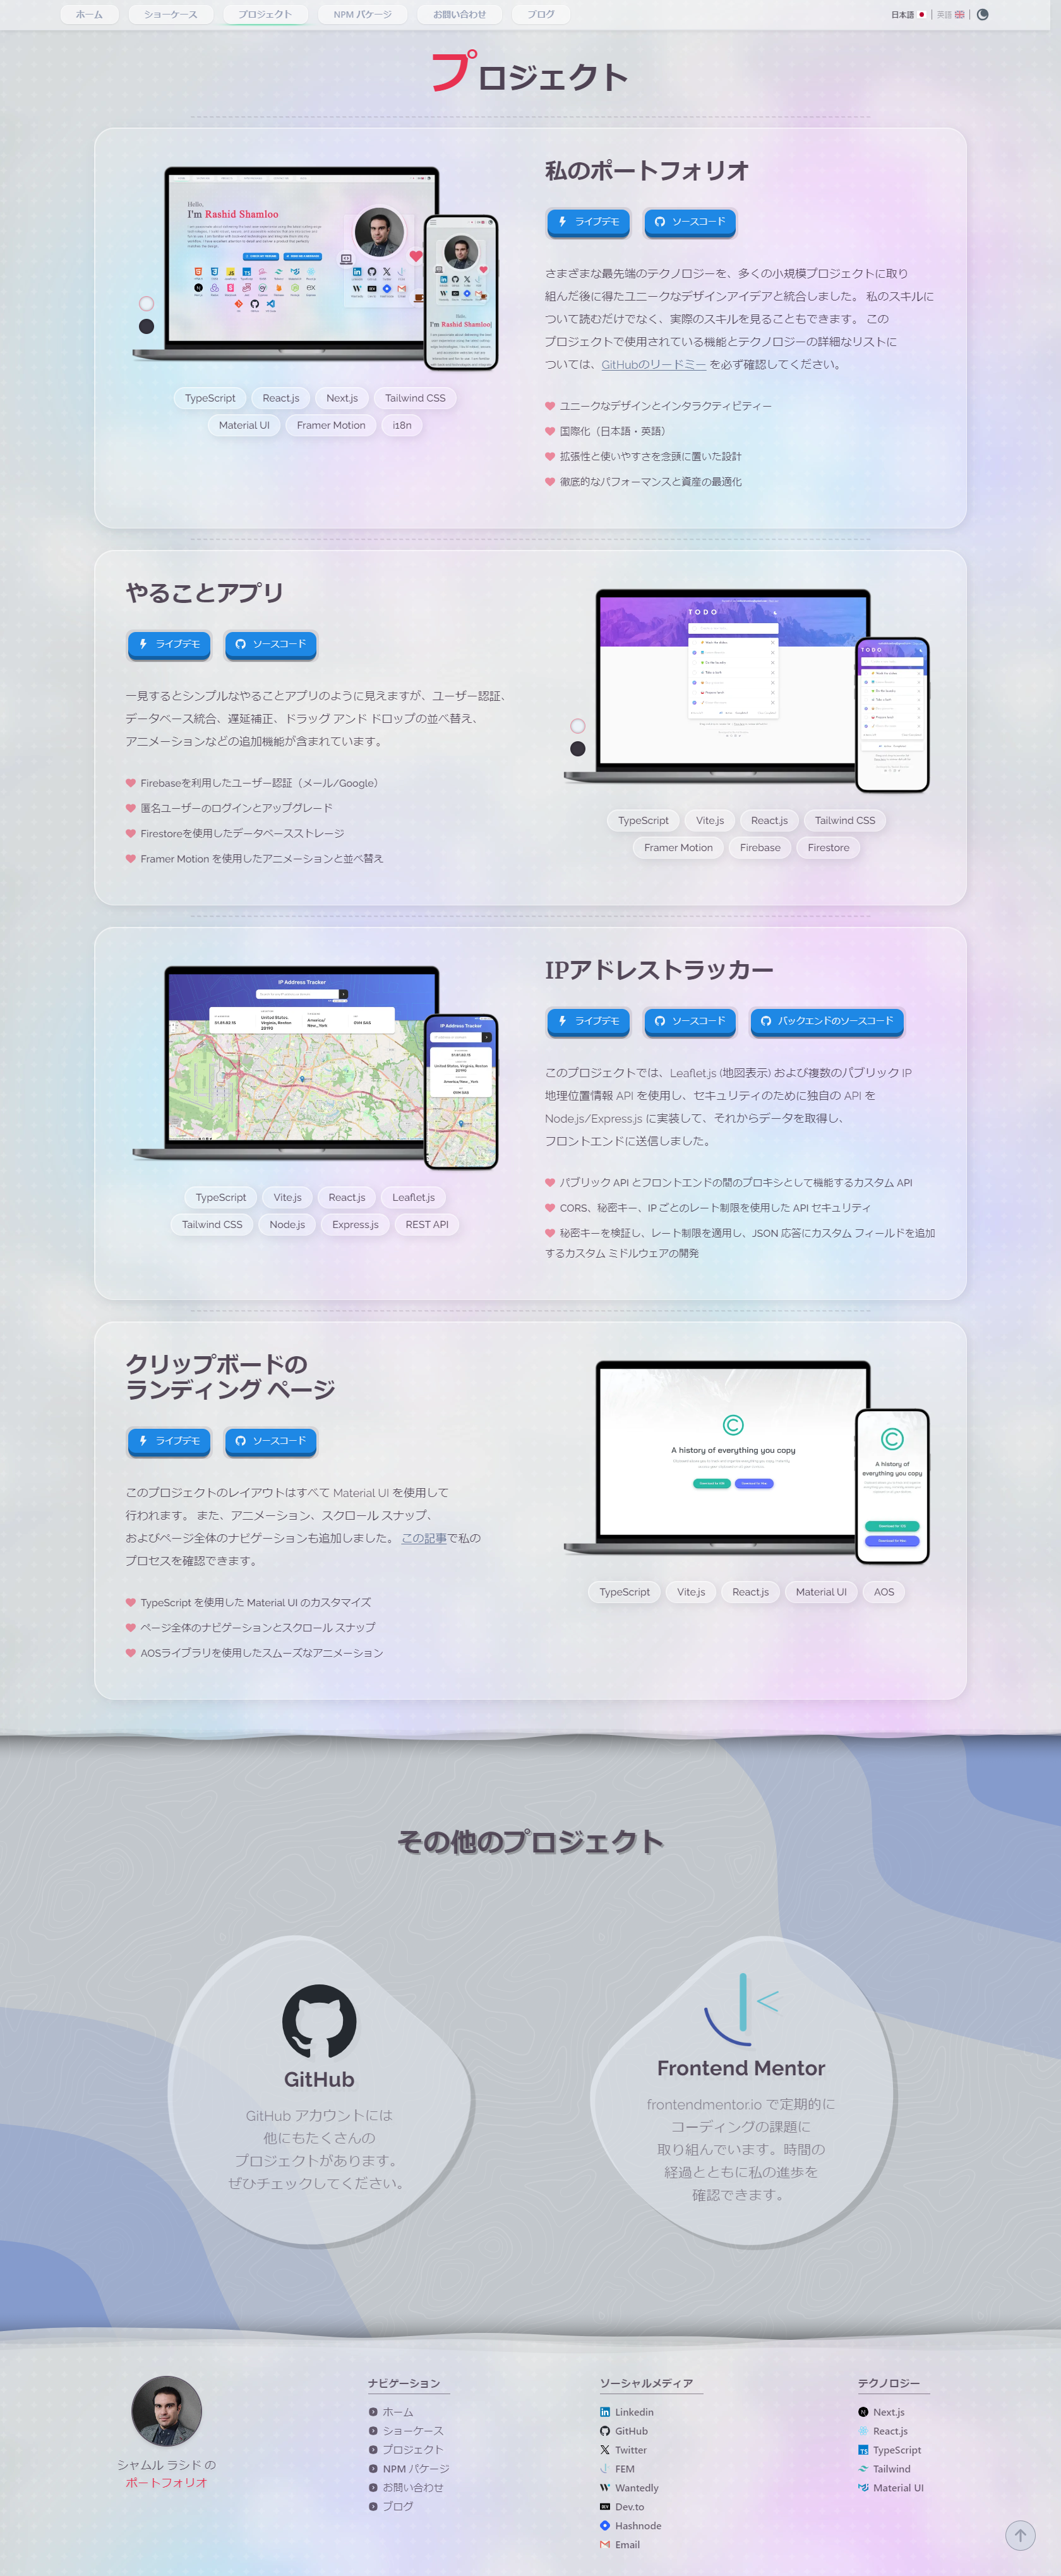 ホーム ショーケース プロジェクト NPM パッケージ お問い合わせ ブログ 日本語 英語
プロジェクト
私のポートフォリオ
ライブデモ ソースコード
さまざまな最先端のテクノロジーを、多くの小規模プロジェクトに取り
組んだ後に得たユニークなデザインアイデアと統合しました。 私のスキルに
ついて読むだけでなく、実際のスキルを見ることもできます。 この
プロジェクトで使用されている機能とテクノロジーの詳細なリストに
ついては、GitHubのリードミー を必ず確認してください。
ユニークなデザインとインタラクティビティー
国際化（日本語・英語）
拡張性と使いやすさを念頭に置いた設計
徹底的なパフォーマンスと資産の最適化
Hello,
I'm Rashid Shamloo
Hello,
I'm Rashid Shamloo
TypeScript React.js Next.js Tailwind CSS
Material UI Framer Motion i18n
やることアプリ
ライブデモ ソースコード
一見するとシンプルなやることアプリのように見えますが、ユーザー認証、
データベース統合、遅延補正、ドラッグ アンド ドロップの並べ替え、
アニメーションなどの追加機能が含まれています。
Firebaseを利用したユーザー認証（メール/Google）
匿名ユーザーのログインとアップグレード
Firestoreを使用したデータベースストレージ
Framer Motion を使用したアニメーションと並べ替え
TODO
TODO
TypeScript Vite.js React.js Tailwind CSS
Framer Motion Firebase Firestore
IPアドレストラッカー
ライブデモ ソースコード バックエンドのソースコード
このプロジェクトでは、Leaflet.js (地図表示) および複数のパブリック IP
地理位置情報 API を使用し、セキュリティのために独自の API を
Node.js/Express.js に実装して、それからデータを取得し、
フロントエンドに送信しました。
パブリック API とフロントエンドの間のプロキシとして機能するカスタム API
CORS、秘密キー、IP ごとのレート制限を使用した API セキュリティ
秘密キーを検証し、レート制限を適用し、JSON 応答にカスタム フィールドを追加
するカスタム ミドルウェアの開発
IP Address Tracker
IP Address Tracker
TypeScript Vite.js React.js Leaflet.js
Tailwind CSS Node.js Express.js REST API
クリップボードの
ランディング ページ
ライブデモ ソースコード
このプロジェクトのレイアウトはすべて Material UI を使用して
行われます。 また、アニメーション、スクロール スナップ、
およびページ全体のナビゲーションも追加しました。 この記事で私の
プロセスを確認できます。
TypeScript を使用した Material UI のカスタマイズ
ページ全体のナビゲーションとスクロール スナップ
AOSライブラリを使用したスムーズなアニメーション
A history of everything you copy
A history of
everything you copy
TypeScript Vite.js React.js Material UI AOS
その他のプロジェクト
GitHub
GitHub アカウントには
他にもたくさんの
プロジェクトがあります。
ぜひチェックしてください。
Frontend Mentor
frontendmentor.io で定期的に
コーディングの課題に
取り組んでいます。時間の
経過とともに私の進歩を
確認できます。
シャムル ラシド の
ポートフォリオ
ナビゲーション
ホーム
ショーケース
プロジェクト
NPM パケージ
お問い合わせ
ブログ
ソーシャルメディア
Linkedin
GitHub
Twitter
FEM
Wantedly
Dev.to
Hashnode
Email
テクノロジー
Next.js
React.js
TypeScript
Tailwind
Material UI